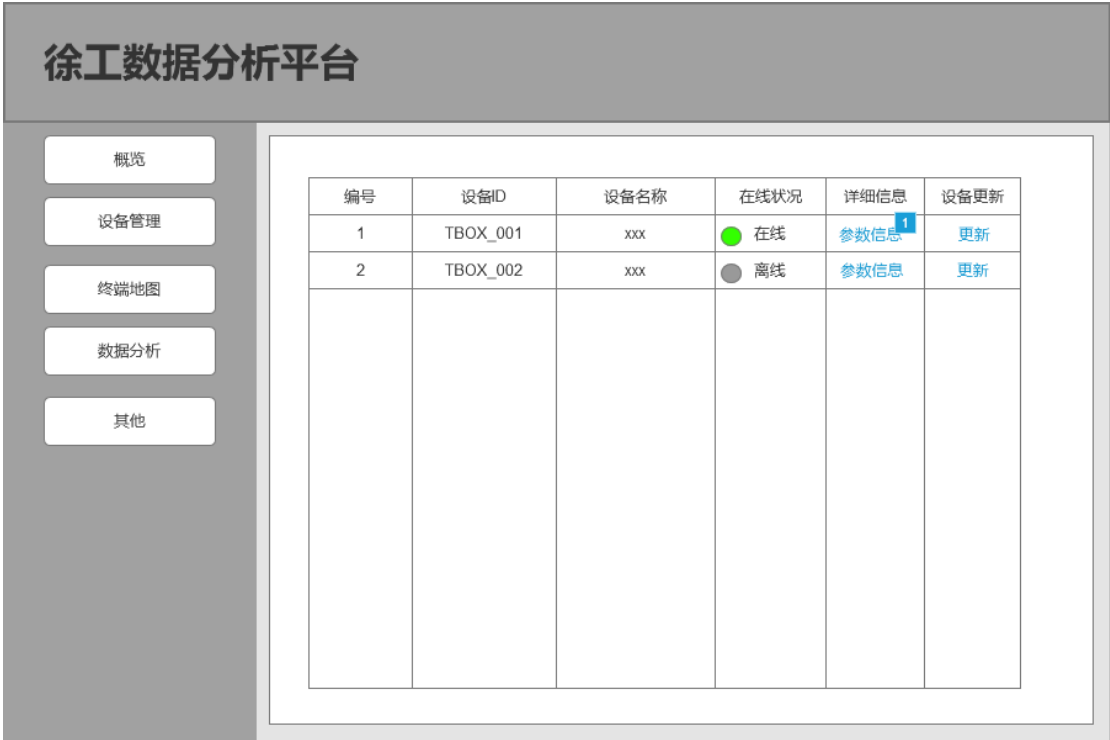 徐工数据分析平台
概览
设备管理
终端地图
数据分析
其他
编号 设备ID 设备名称 在线状况 详细信息 设备更新
1 TBOX_001 xxx 在线 参数信息 1 更新
2 TBOX_002 xxx 离线 参数信息 更新